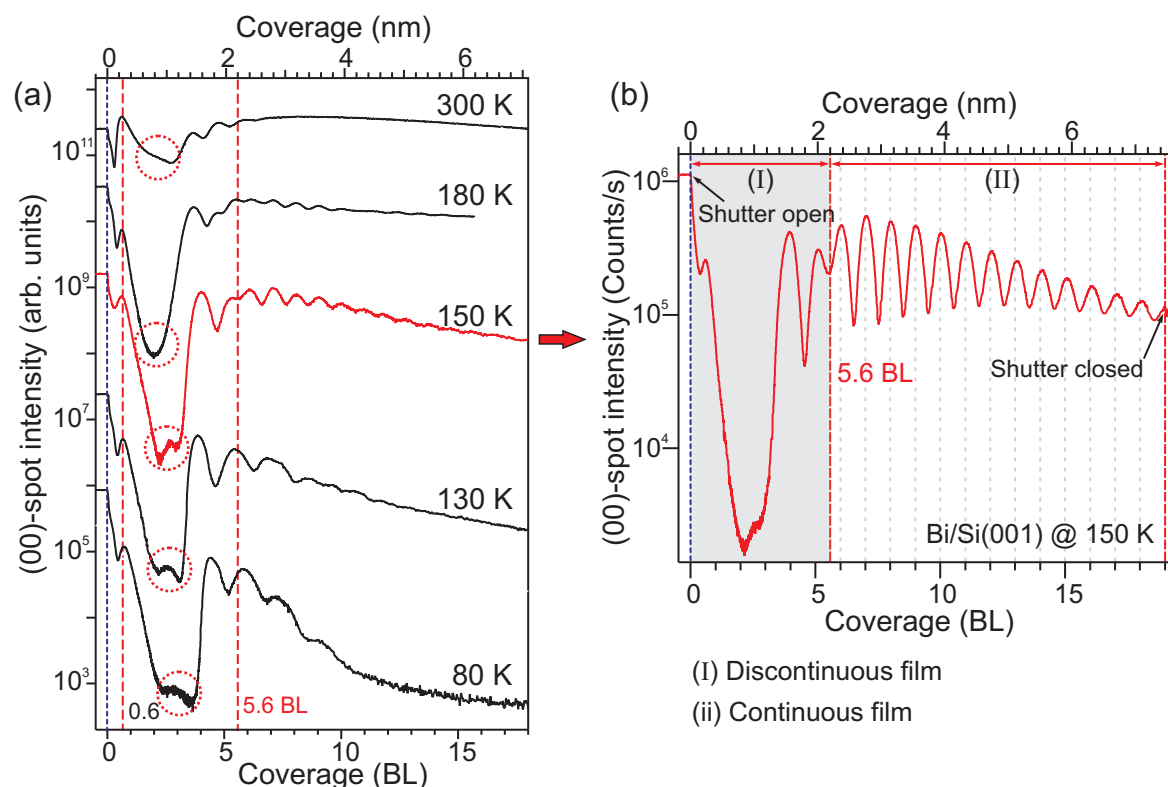 (a)
Coverage (nm)
0 2 4 6
(00)-spot intensity (arb. units)
10^11
10^9
10^7
10^5
10^3
300 K
180 K
150 K
130 K
80 K
0.6
5.6 BL
0 5 10 15
Coverage (BL)
(b)
Coverage (nm)
0 2 4 6
(00)-spot intensity (Counts/s)
10^6
10^5
10^4
(I)
(II)
Shutter open
5.6 BL
Shutter closed
Bi/Si(001) @ 150 K
0 5 10 15
Coverage (BL)
(I) Discontinuous film
(ii) Continuous film